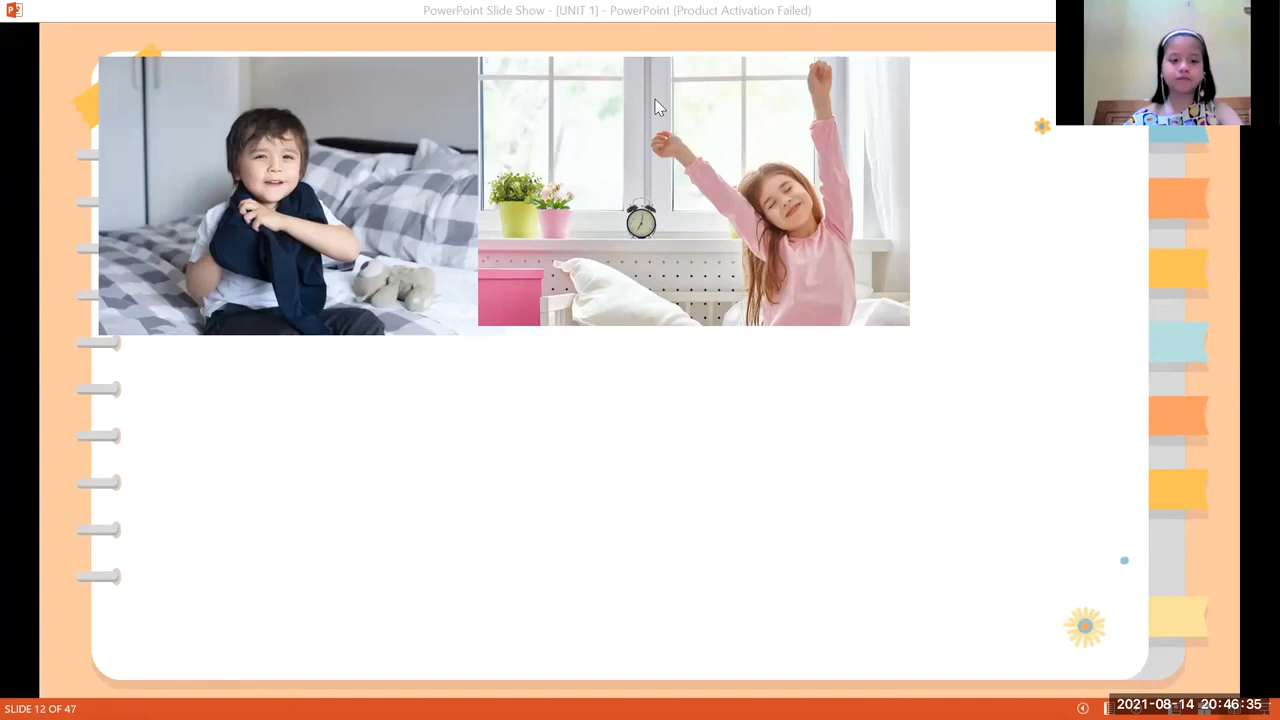 PowerPoint Slide Show - [UNIT 1] - PowerPoint (Product Activation Failed)
SLIDE 12 OF 47
2021-08-14 20:46:35